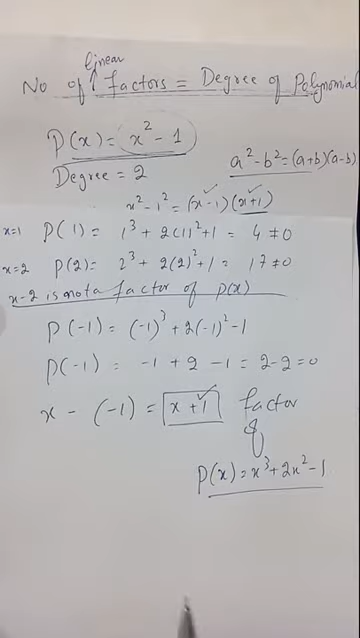 No of linear factors = Degree of Polynomial
P(x) = x² - 1
a² - b² = (a+b)(a-b)
Degree = 2
x² - 1² = (x-1)(x+1)
x=1 P(1) = 1³ + 2(1)² + 1 = 4 ≠ 0
x=2 P(2) = 2³ + 2(2)² + 1 = 17 ≠ 0
x-2 is not a factor of P(x)
P(-1) = (-1)³ + 2(-1)² - 1
P(-1) = -1 + 2 - 1 = 2-2 = 0
x - (-1) = x + 1 factor
of
P(x) = x³ + 2x² - 1